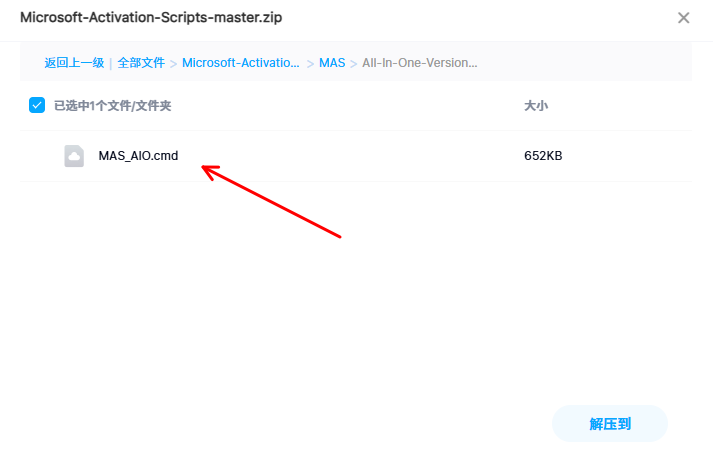 Microsoft-Activation-Scripts-master.zip
返回上一级 | 全部文件 > Microsoft-Activatio... > MAS > All-In-One-Version...
已选中1个文件/文件夹 大小
MAS_AIO.cmd 652KB
解压到